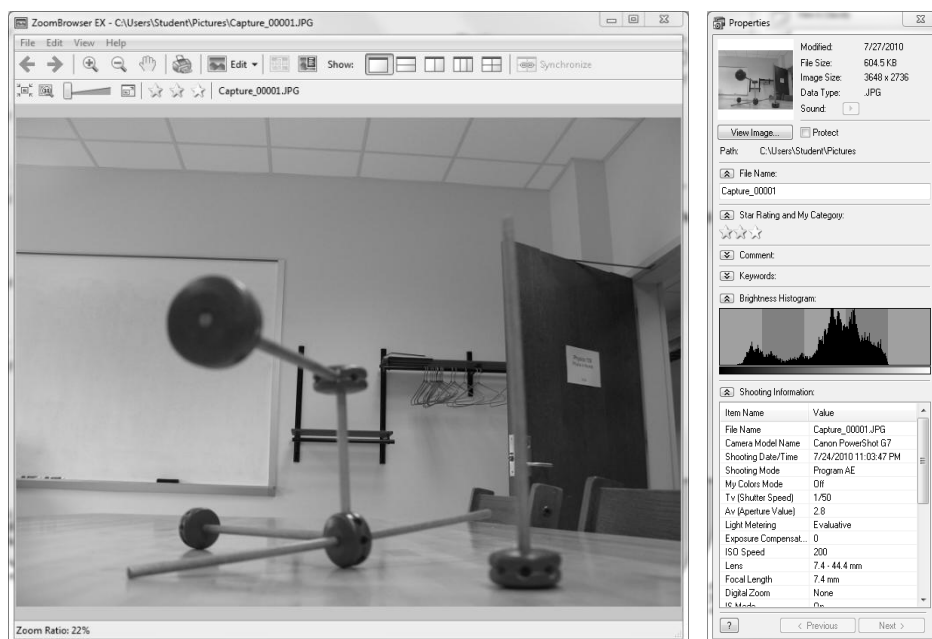 ZoomBrowser EX - C:\Users\Student\Pictures\Capture_00001.JPG
File Edit View Help
Edit Show: Synchronize
Capture_00001.JPG
Zoom Ratio: 22%
Properties
Modified: 7/27/2010
File Size: 604.5 KB
Image Size: 3648 x 2736
Data Type: .JPG
Sound:
View Image... Protect
Path: C:\Users\Student\Pictures
File Name:
Capture_00001
Star Rating and My Category:
Comment:
Keywords:
Brightness Histogram:
Shooting Information:
Item Name Value
File Name Capture_00001.JPG
Camera Model Name Canon PowerShot G7
Shooting Date/Time 7/24/2010 11:03:47 PM
Shooting Mode Program AE
My Colors Mode Off
Tv (Shutter Speed) 1/50
Av (Aperture Value) 2.8
Light Metering Evaluative
Exposure Compensat... 0
ISO Speed 200
Lens 7.4 - 44.4 mm
Focal Length 7.4 mm
Digital Zoom None
IS Mode On
? < Previous Next >